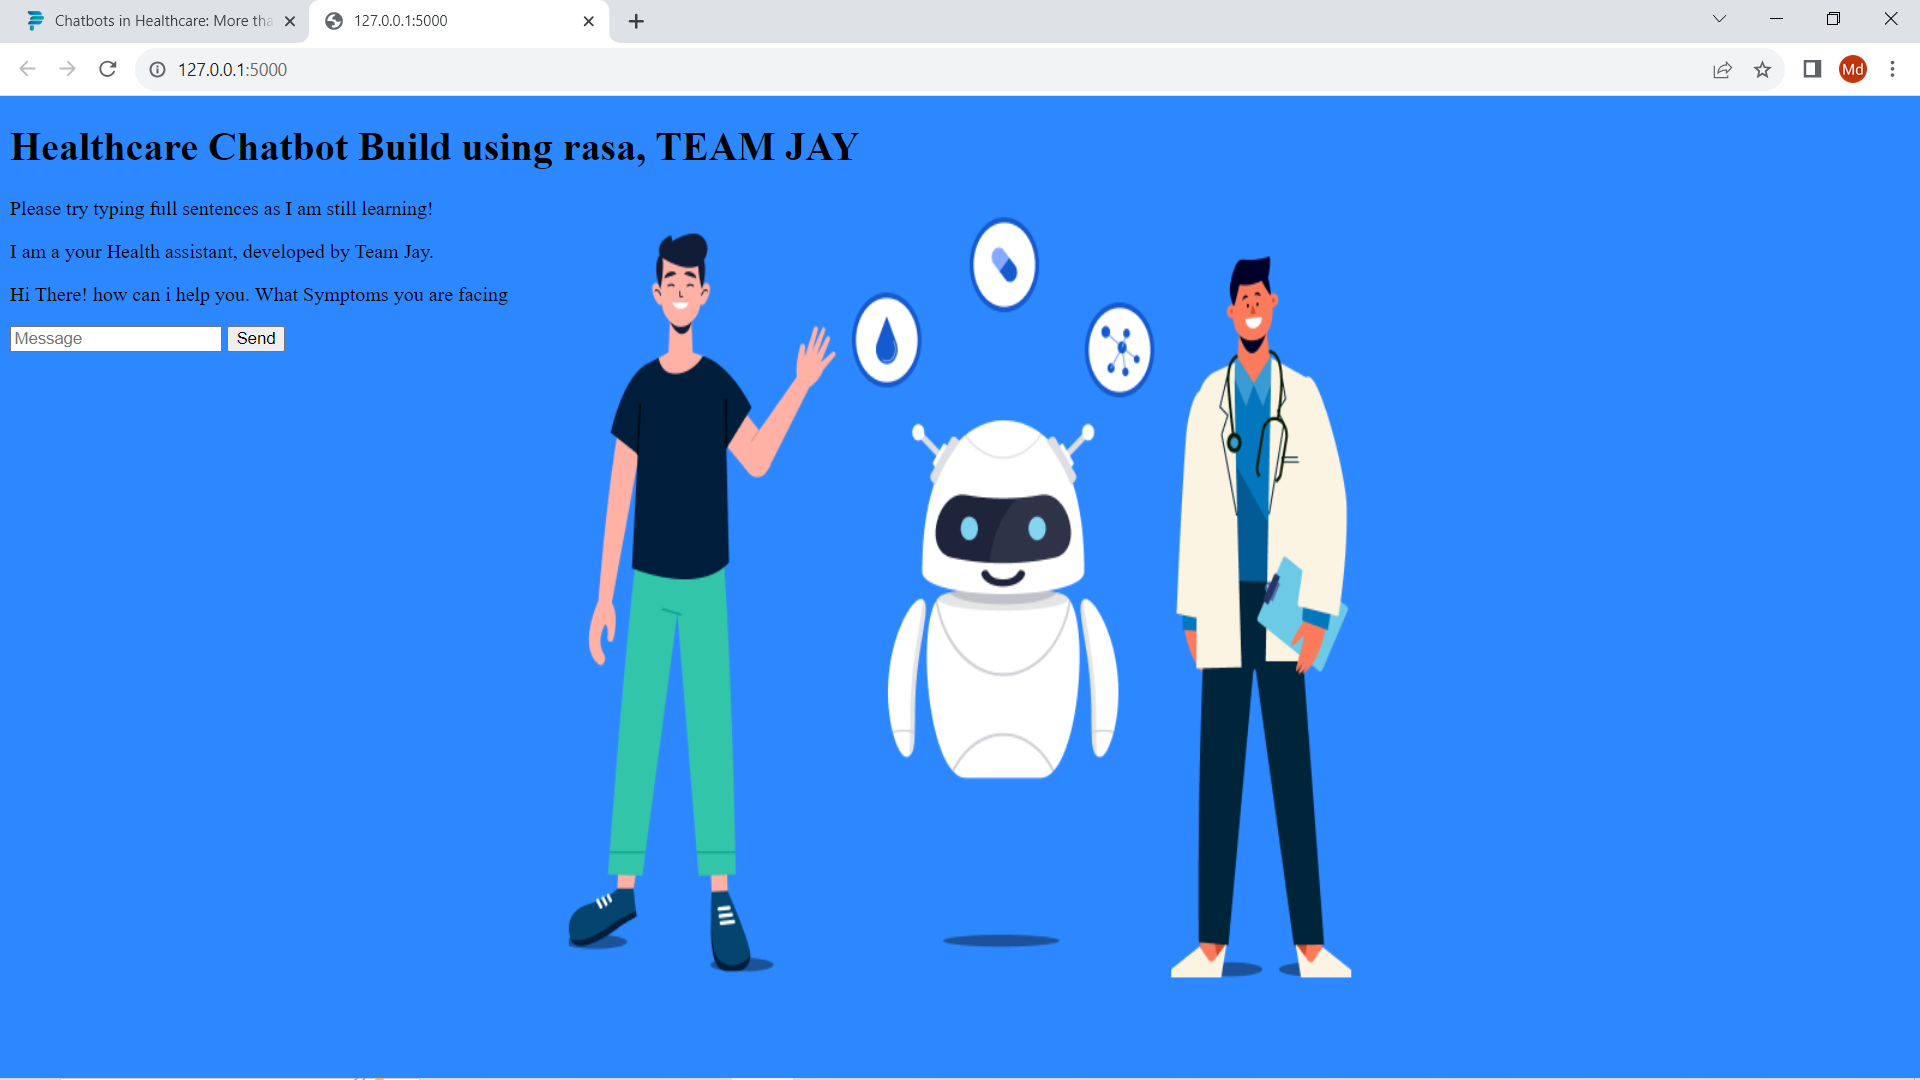 Chatbots in Healthcare: More tha
127.0.0.1:5000
127.0.0.1:5000
Md
Healthcare Chatbot Build using rasa, TEAM JAY
Please try typing full sentences as I am still learning!
I am a your Health assistant, developed by Team Jay.
Hi There! how can i help you. What Symptoms you are facing
Message Send